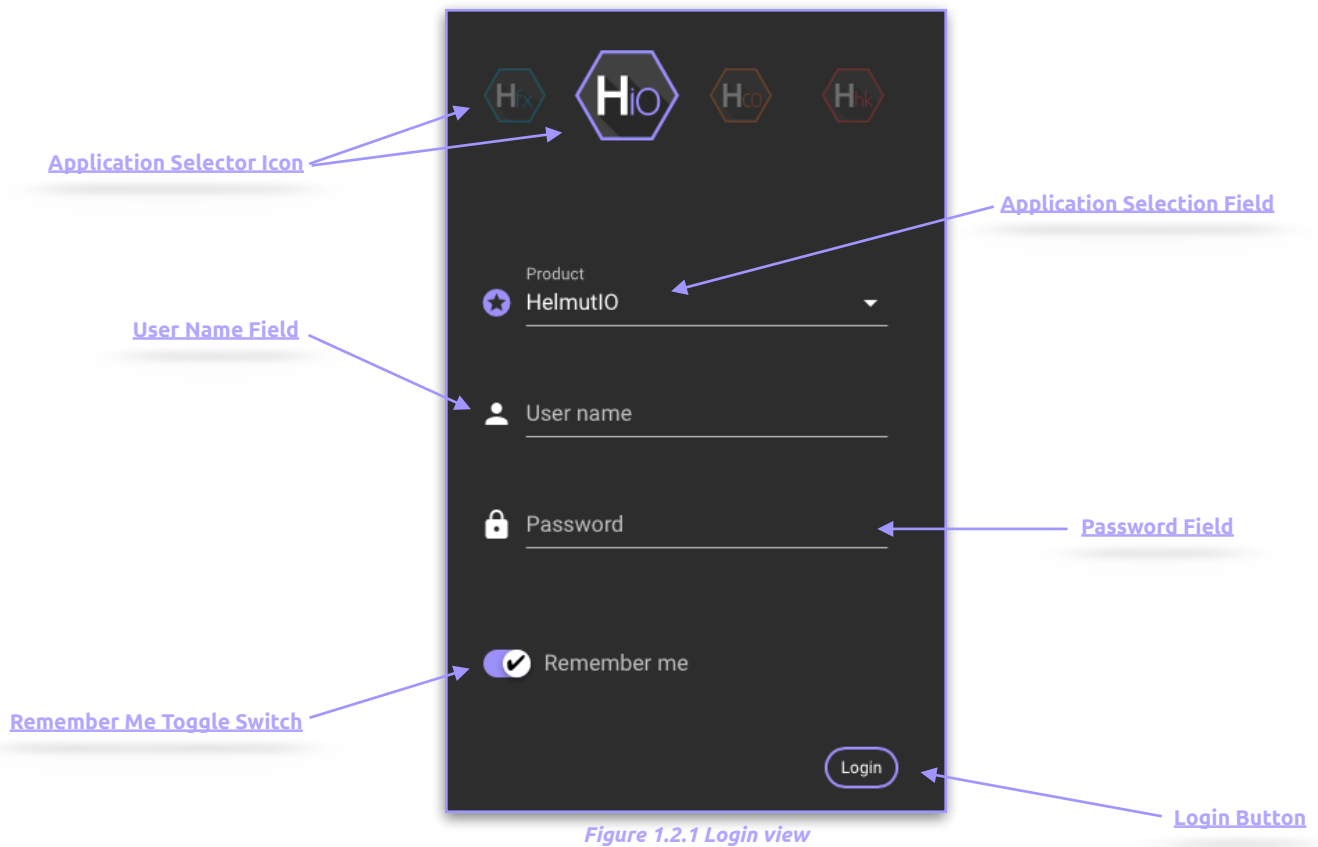 Hfx
HiO
Hco
Hhk
Application Selector Icon
Application Selection Field
Product
HelmutIO
User Name Field
User name
Password
Password Field
Remember me
Remember Me Toggle Switch
Login
Login Button
Figure 1.2.1 Login view